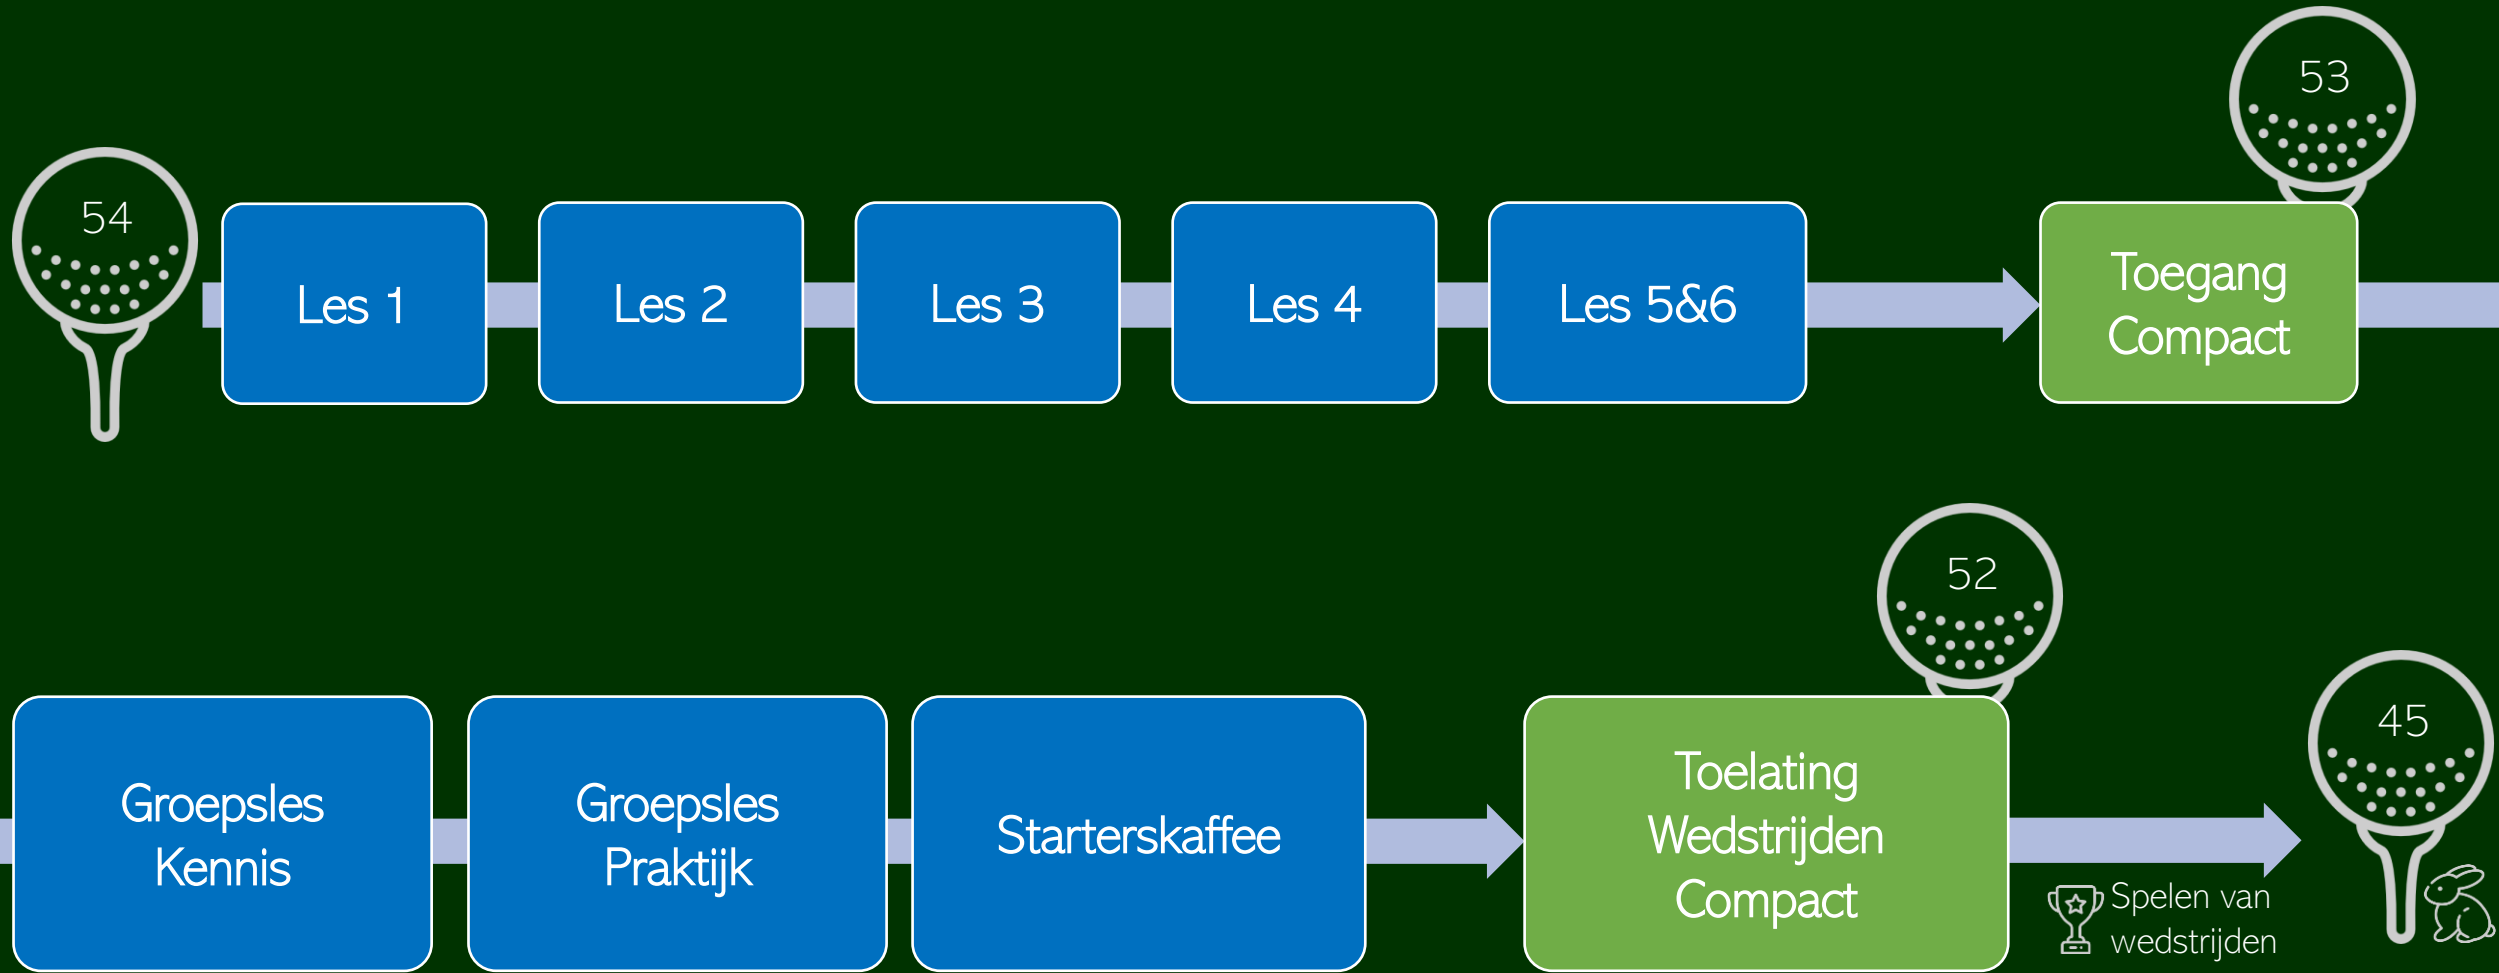 53
54
Les 1
Les 2
Les 3
Les 4
Les 5&6
Toegang
Compact
52
45
Groepsles
Kennis
Groepsles
Praktijk
Starterskaffee
Toelating
Wedstrijden
Compact
Spelen van
wedstrijden